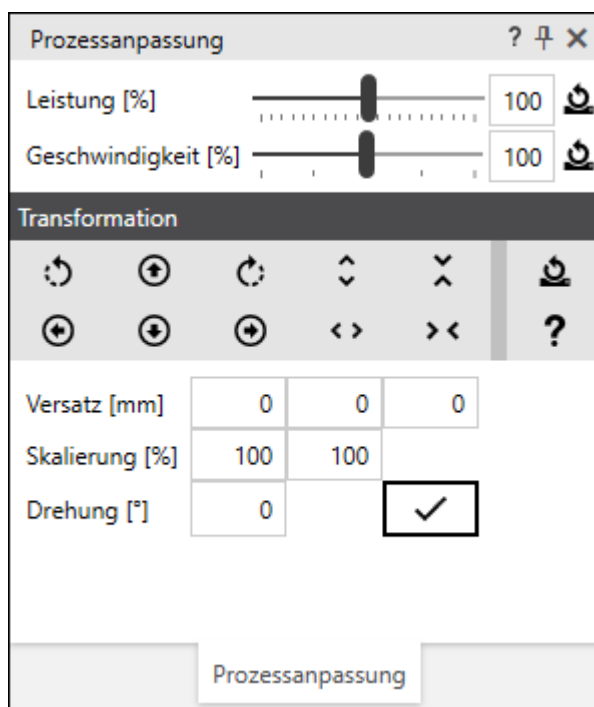 Prozessanpassung ?
Leistung [%] 100
Geschwindigkeit [%] 100
Transformation
?
Versatz [mm] 0 0 0
Skalierung [%] 100 100
Drehung [°] 0
Prozessanpassung